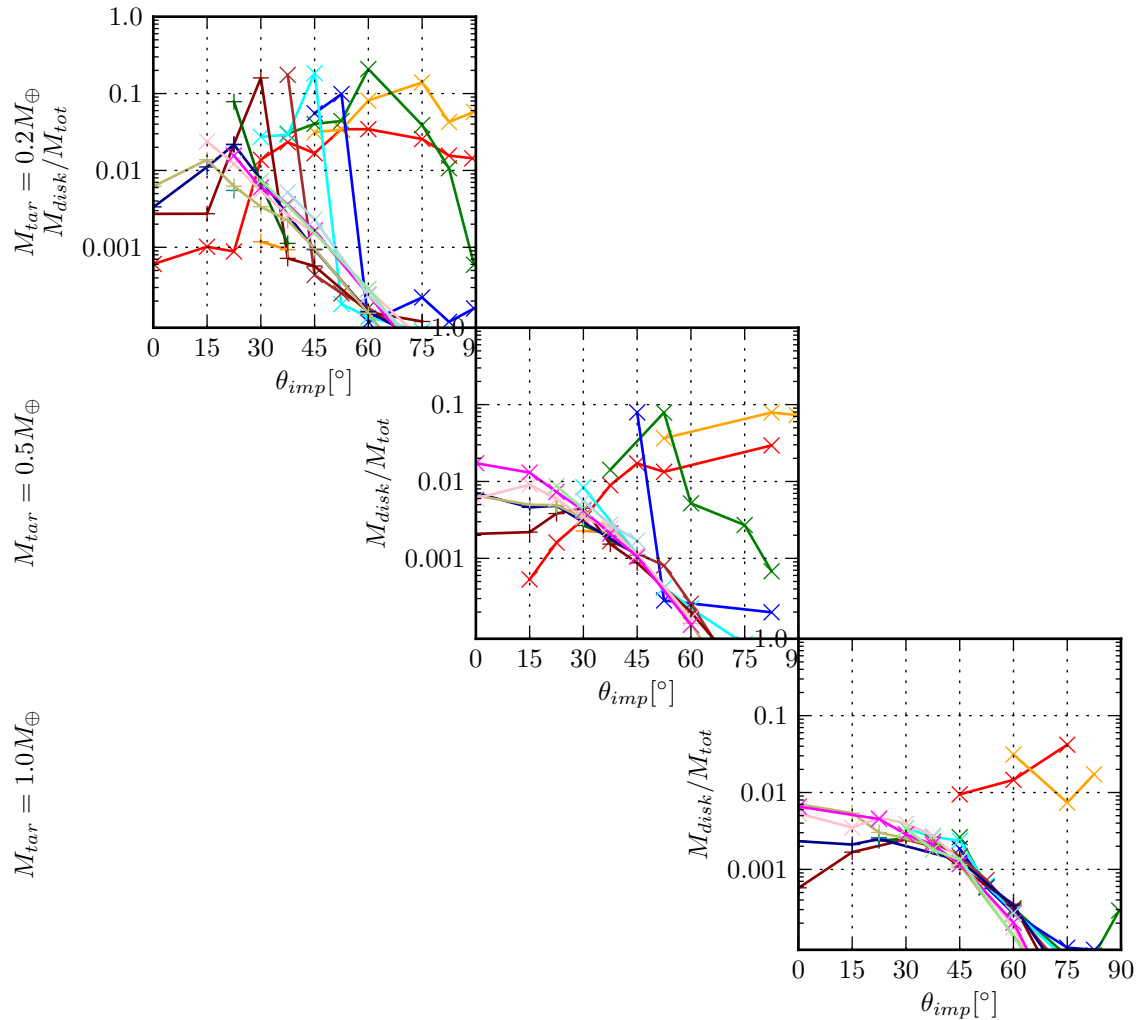 M_{tar} = 0.2M_⊕
M_{disk}/M_{tot}
1.0
0.1
0.01
0.001
0 15 30 45 60 75 90
θ_{imp}[°]
M_{tar} = 0.5M_⊕
M_{disk}/M_{tot}
1.0
0.1
0.01
0.001
0 15 30 45 60 75 9
θ_{imp}[°]
M_{tar} = 1.0M_⊕
M_{disk}/M_{tot}
1.0
0.1
0.01
0.001
0 15 30 45 60 75 90
θ_{imp}[°]